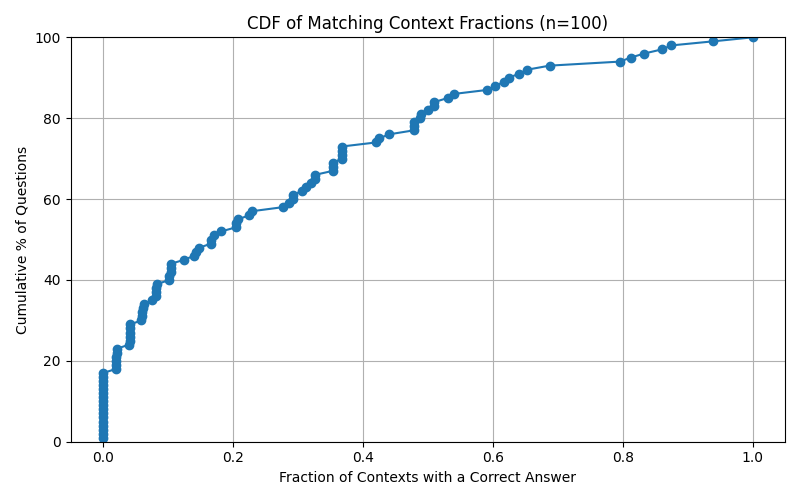 CDF of Matching Context Fractions (n=100)
Cumulative % of Questions
100
80
60
40
20
0
0.0 0.2 0.4 0.6 0.8 1.0
Fraction of Contexts with a Correct Answer